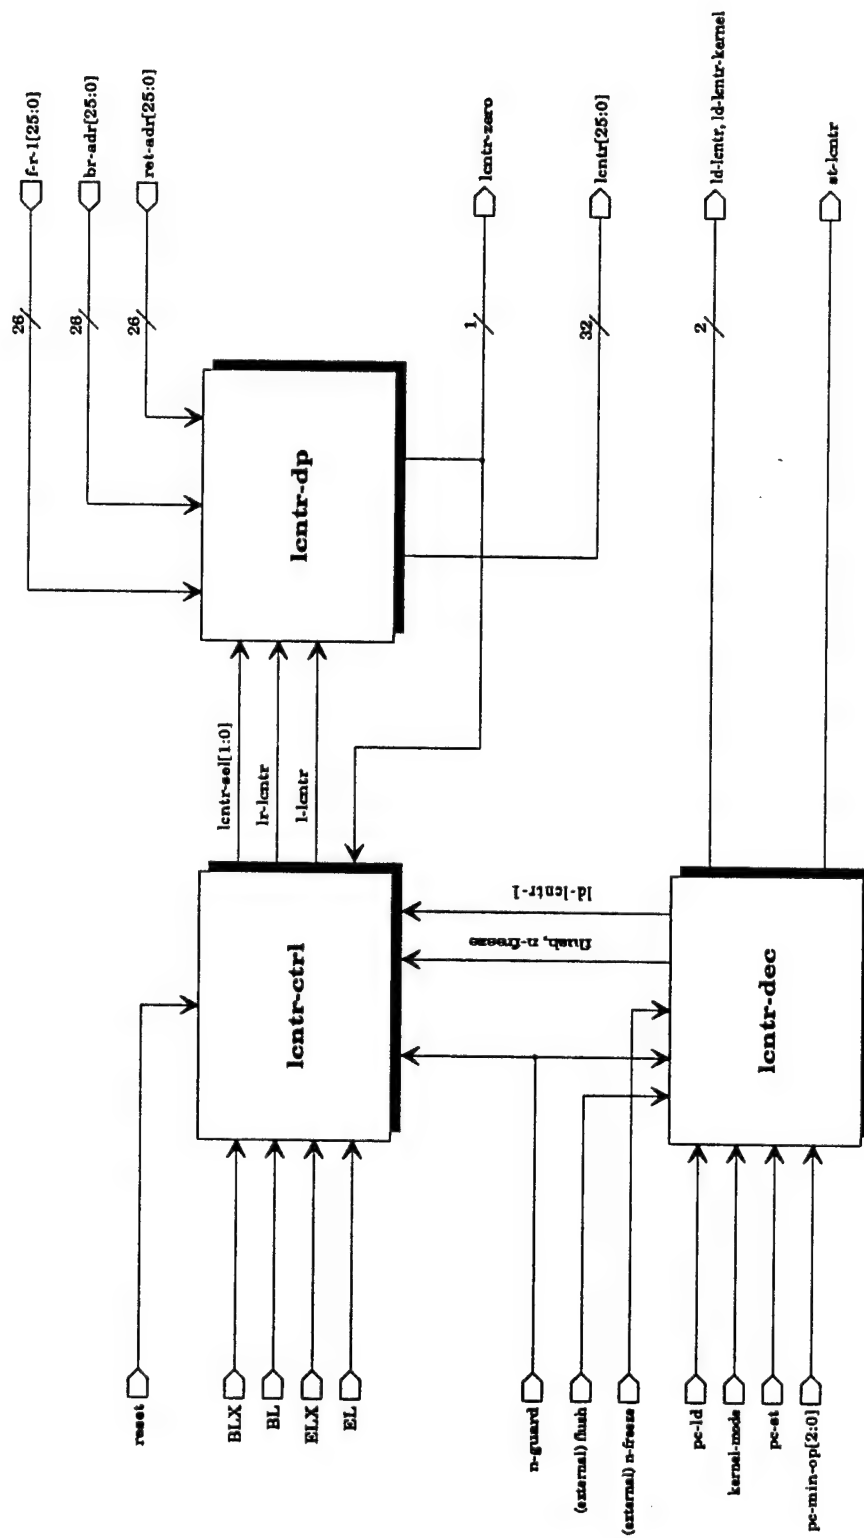 f-r-1[25:0]
br-adr[25:0]
ret-adr[25:0]
26
26
26
lcntr-zero
lcntr[25:0]
ld-lcntr, ld-lcntr-kernel
st-lcntr
1
32
2
lcntr-dp
lcntr-sel[1:0]
lr-lcntr
l-lcntr
lcntr-ctrl
ld-lcntr-1
flush, n-freeze
lcntr-dec
reset
BLX
BL
ELX
EL
n-guard
(external) flush
(external) n-freeze
pc-ld
kernel-mode
pc-st
pc-min-op[2:0]